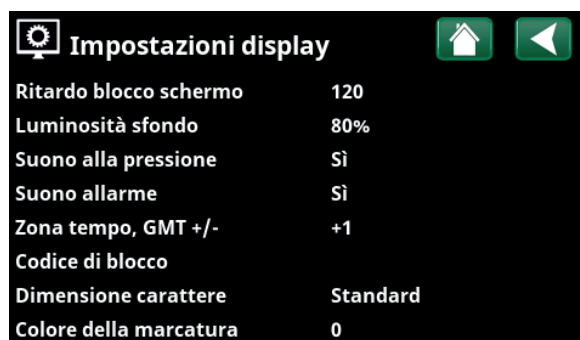 Impostazioni display
Ritardo blocco schermo 120
Luminosità sfondo 80%
Suono alla pressione Sì
Suono allarme Sì
Zona tempo, GMT +/- +1
Codice di blocco
Dimensione carattere Standard
Colore della marcatura 0